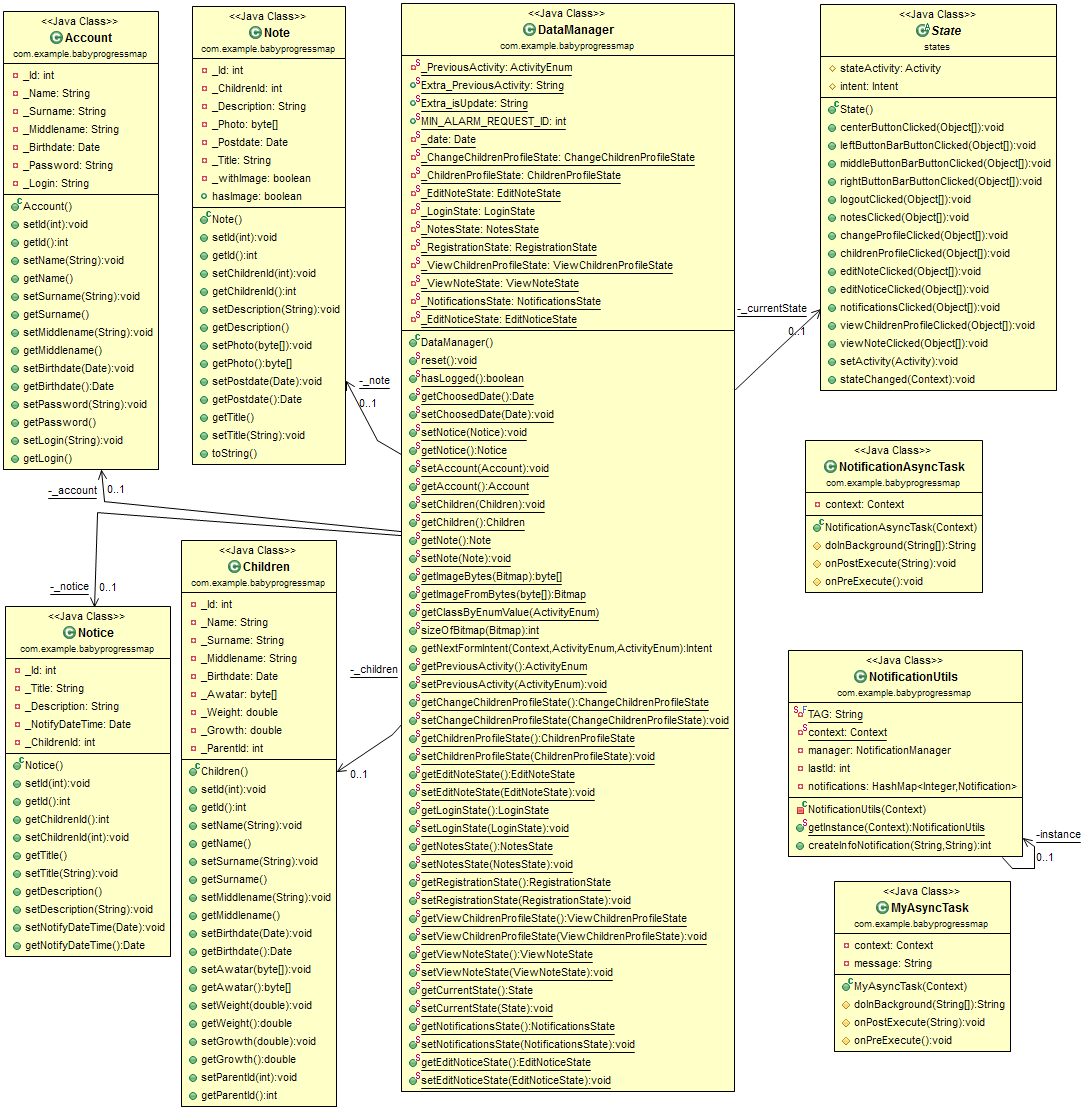 <<Java Class>>
Account
com.example.babyprogressmap
_Id: int
_Name: String
_Surname: String
_Middlename: String
_Birthdate: Date
_Password: String
_Login: String
Account()
setId(int):void
getId():int
setName(String):void
getName()
setSurname(String):void
getSurname()
setMiddlename(String):void
getMiddlename()
setBirthdate(Date):void
getBirthdate():Date
setPassword(String):void
getPassword()
setLogin(String):void
getLogin()
<<Java Class>>
Note
com.example.babyprogressmap
_Id: int
_ChildrenId: int
_Description: String
_Photo: byte[]
_Postdate: Date
_Title: String
_withImage: boolean
hasImage: boolean
Note()
setId(int):void
getId():int
setChildrenId(int):void
getChildrenId():int
setDescription(String):void
getDescription()
setPhoto(byte[]):void
getPhoto():byte[]
setPostdate(Date):void
getPostdate():Date
getTitle()
setTitle(String):void
toString()
<<Java Class>>
DataManager
com.example.babyprogressmap
_PreviousActivity: ActivityEnum
Extra_PreviousActivity: String
Extra_isUpdate: String
MIN_ALARM_REQUEST_ID: int
_date: Date
_ChangeChildrenProfileState: ChangeChildrenProfileState
_ChildrenProfileState: ChildrenProfileState
_EditNoteState: EditNoteState
_LoginState: LoginState
_NotesState: NotesState
_RegistrationState: RegistrationState
_ViewChildrenProfileState: ViewChildrenProfileState
_ViewNoteState: ViewNoteState
_NotificationsState: NotificationsState
_EditNoticeState: EditNoticeState
DataManager()
reset():void
hasLogged():boolean
getChoosedDate():Date
setChoosedDate(Date):void
setNotice(Notice):void
getNotice():Notice
setAccount(Account):void
getAccount():Account
setChildren(Children):void
getChildren():Children
getNote():Note
setNote(Note):void
getImageBytes(Bitmap):byte[]
getImageFromBytes(byte[]):Bitmap
getClassByEnumValue(ActivityEnum)
sizeOfBitmap(Bitmap):int
getNextFormIntent(Context,ActivityEnum,ActivityEnum):Intent
getPreviousActivity():ActivityEnum
setPreviousActivity(ActivityEnum):void
getChangeChildrenProfileState():ChangeChildrenProfileState
setChangeChildrenProfileState(ChangeChildrenProfileState):void
getChildrenProfileState():ChildrenProfileState
setChildrenProfileState(ChildrenProfileState):void
getEditNoteState():EditNoteState
setEditNoteState(EditNoteState):void
getLoginState():LoginState
setLoginState(LoginState):void
getNotesState():NotesState
setNotesState(NotesState):void
getRegistrationState():RegistrationState
setRegistrationState(RegistrationState):void
getViewChildrenProfileState():ViewChildrenProfileState
setViewChildrenProfileState(ViewChildrenProfileState):void
getViewNoteState():ViewNoteState
setViewNoteState(ViewNoteState):void
getCurrentState():State
setCurrentState(State):void
getNotificationsState():NotificationsState
setNotificationsState(NotificationsState):void
getEditNoticeState():EditNoticeState
setEditNoticeState(EditNoticeState):void
<<Java Class>>
State
states
stateActivity: Activity
intent: Intent
State()
centerButtonClicked(Object[]):void
leftButtonBarButtonClicked(Object[]):void
middleButtonBarButtonClicked(Object[]):void
rightButtonBarButtonClicked(Object[]):void
logoutClicked(Object[]):void
notesClicked(Object[]):void
changeProfileClicked(Object[]):void
childrenProfileClicked(Object[]):void
editNoteClicked(Object[]):void
editNoticeClicked(Object[]):void
notificationsClicked(Object[]):void
viewChildrenProfileClicked(Object[]):void
viewNoteClicked(Object[]):void
setActivity(Activity):void
stateChanged(Context):void
-_currentState
0..1
-_note
0..1
-_account
0..1
-_notice
0..1
-_children
0..1
<<Java Class>>
Notice
com.example.babyprogressmap
_Id: int
_Title: String
_Description: String
_NotifyDateTime: Date
_ChildrenId: int
Notice()
setId(int):void
getId():int
getChildrenId():int
setChildrenId(int):void
getTitle()
setTitle(String):void
getDescription()
setDescription(String):void
setNotifyDateTime(Date):void
getNotifyDateTime():Date
<<Java Class>>
Children
com.example.babyprogressmap
_Id: int
_Name: String
_Surname: String
_Middlename: String
_Birthdate: Date
_Awatar: byte[]
_Weight: double
_Growth: double
_ParentId: int
Children()
setId(int):void
getId():int
setName(String):void
getName()
setSurname(String):void
getSurname()
setMiddlename(String):void
getMiddlename()
setBirthdate(Date):void
getBirthdate():Date
setAwatar(byte[]):void
getAwatar():byte[]
setWeight(double):void
getWeight():double
setGrowth(double):void
getGrowth():double
setParentId(int):void
getParentId():int
<<Java Class>>
NotificationAsyncTask
com.example.babyprogressmap
context: Context
NotificationAsyncTask(Context)
doInBackground(String[]):String
onPostExecute(String):void
onPreExecute():void
<<Java Class>>
NotificationUtils
com.example.babyprogressmap
TAG: String
context: Context
manager: NotificationManager
lastId: int
notifications: HashMap<Integer,Notification>
NotificationUtils(Context)
getInstance(Context):NotificationUtils
createInfoNotification(String,String):int
-instance
0..1
<<Java Class>>
MyAsyncTask
com.example.babyprogressmap
context: Context
message: String
MyAsyncTask(Context)
doInBackground(String[]):String
onPostExecute(String):void
onPreExecute():void